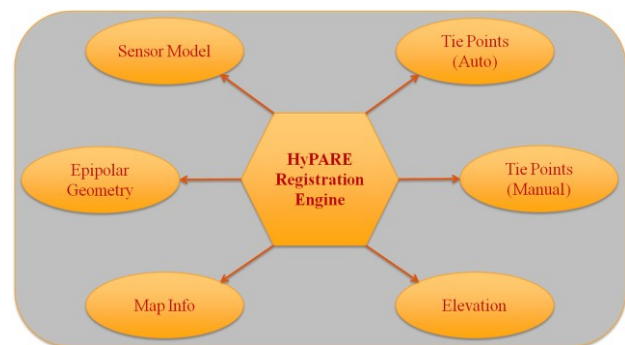 Sensor Model
Tie Points
(Auto)
HyPARE
Registration
Engine
Epipolar
Geometry
Tie Points
(Manual)
Map Info
Elevation